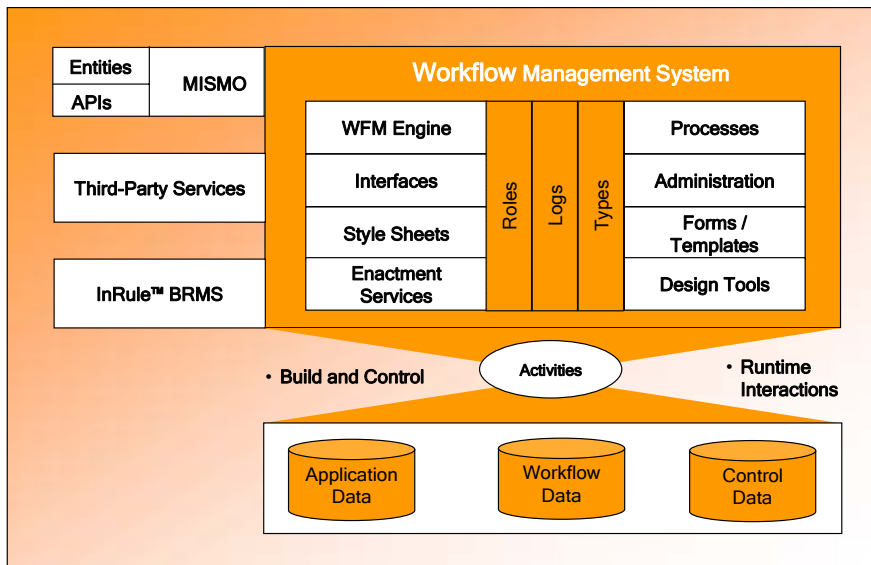 Workflow Management System
Entities
APIs
MISMO
Third-Party Services
InRule™ BRMS
WFM Engine
Interfaces
Style Sheets
Enactment
Services
Roles
Logs
Types
Processes
Administration
Forms /
Templates
Design Tools
• Build and Control
Activities
• Runtime
Interactions
Application
Data
Workflow
Data
Control
Data